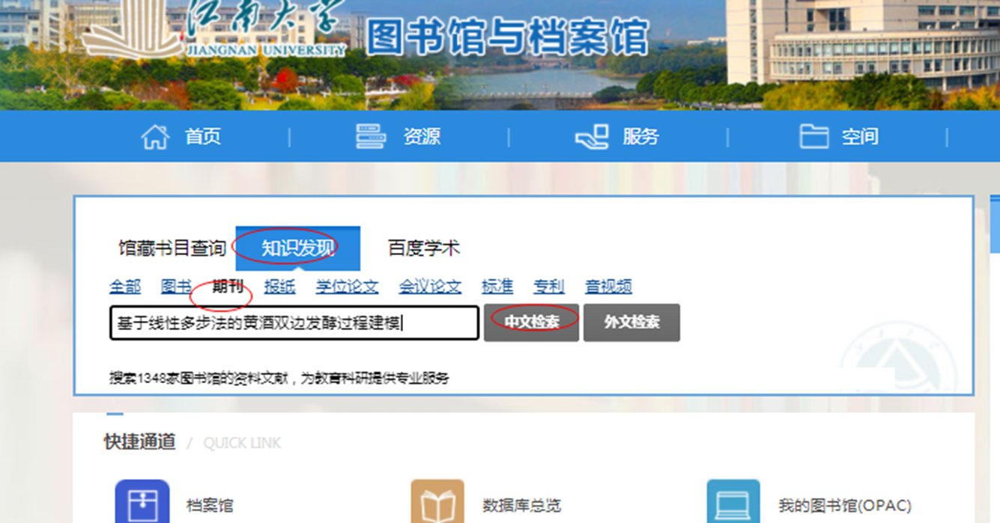 江南大学
JIANGNAN UNIVERSITY
图书馆与档案馆
首页 | 资源 | 服务 | 空间 |
馆藏书目查询 知识发现 百度学术
全部 图书 期刊 报纸 学位论文 会议论文 标准 专利 音视频
基于线性多步法的黄酒双边发酵过程建模 中文检索 外文检索
搜索1348家图书馆的资料文献，为教育科研提供专业服务
快捷通道 / QUICK LINK
档案馆 数据库总览 我的图书馆(OPAC)